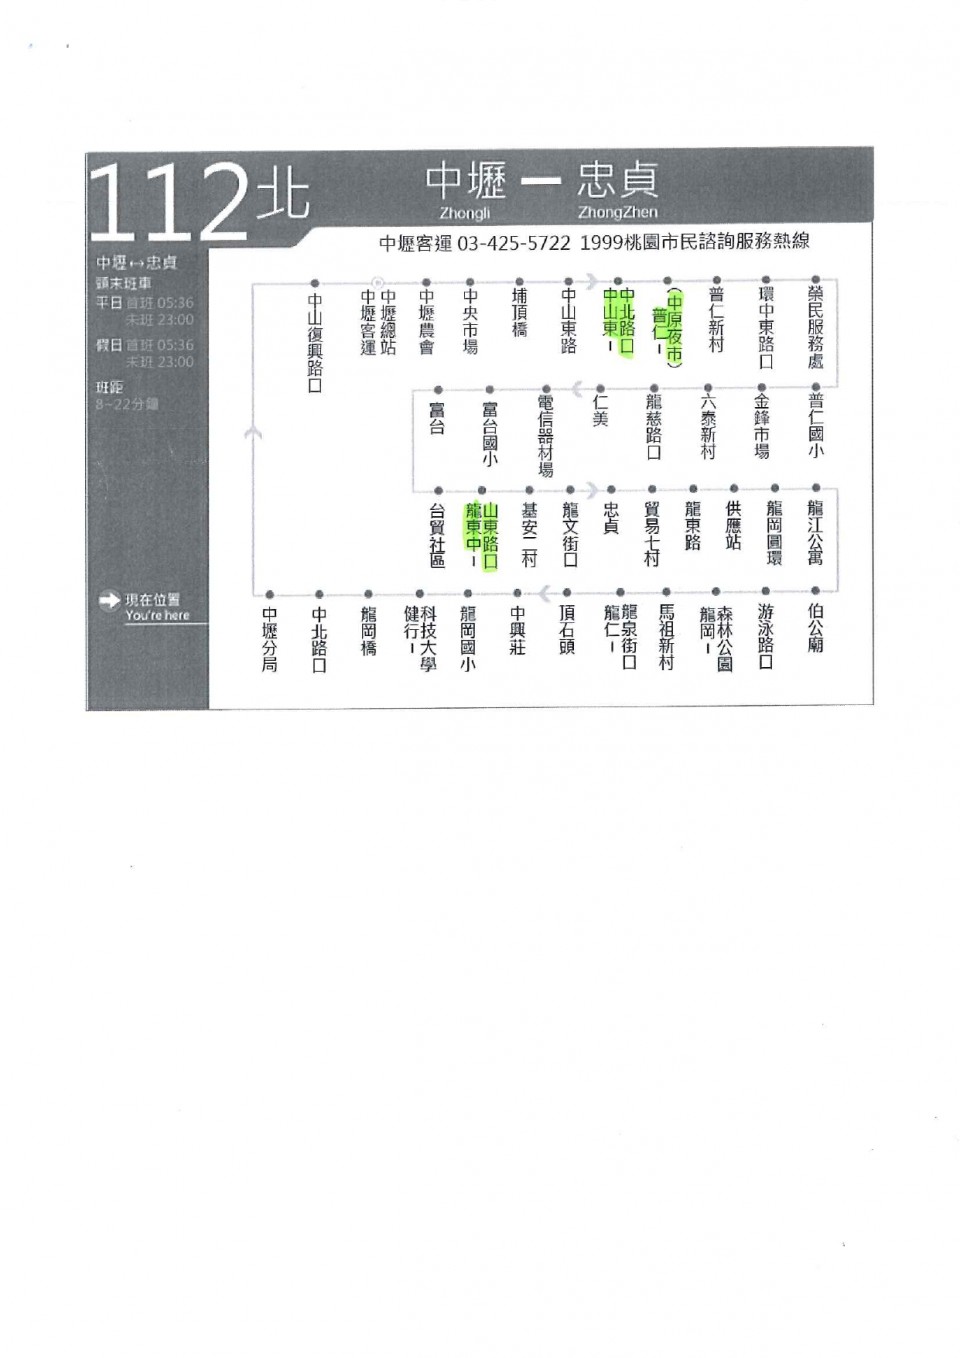 112北
中壢 — 忠貞
Zhongli ZhongZhen
中壢客運 03-425-5722 1999桃園市民諮詢服務熱線
中壢↔忠貞
頭末班車
平日 首班 05:36
末班 23:00
假日 首班 05:36
末班 23:00
班距
8~22分鐘
現在位置
You're here
中山復興路口
中壢總站
中壢客運
中壢農會
中央市場
埔頂橋
中山東路
中北路口
中山東-
(中原夜市)
普仁-
普仁新村
環中東路口
榮民服務處
富台
富台國小
電信器材場
仁美
龍慈路口
六泰新村
金鋒市場
普仁國小
台貿社區
山東路口
龍東中-
基安二村
龍文街口
忠貞
貿易七村
龍東路
供應站
龍岡圓環
龍江公寓
中壢分局
中北路口
龍岡橋
科技大學
健行-
龍岡國小
中興莊
頂石頭
龍泉街口
龍仁-
馬祖新村
森林公園
龍岡-
游泳路口
伯公廟